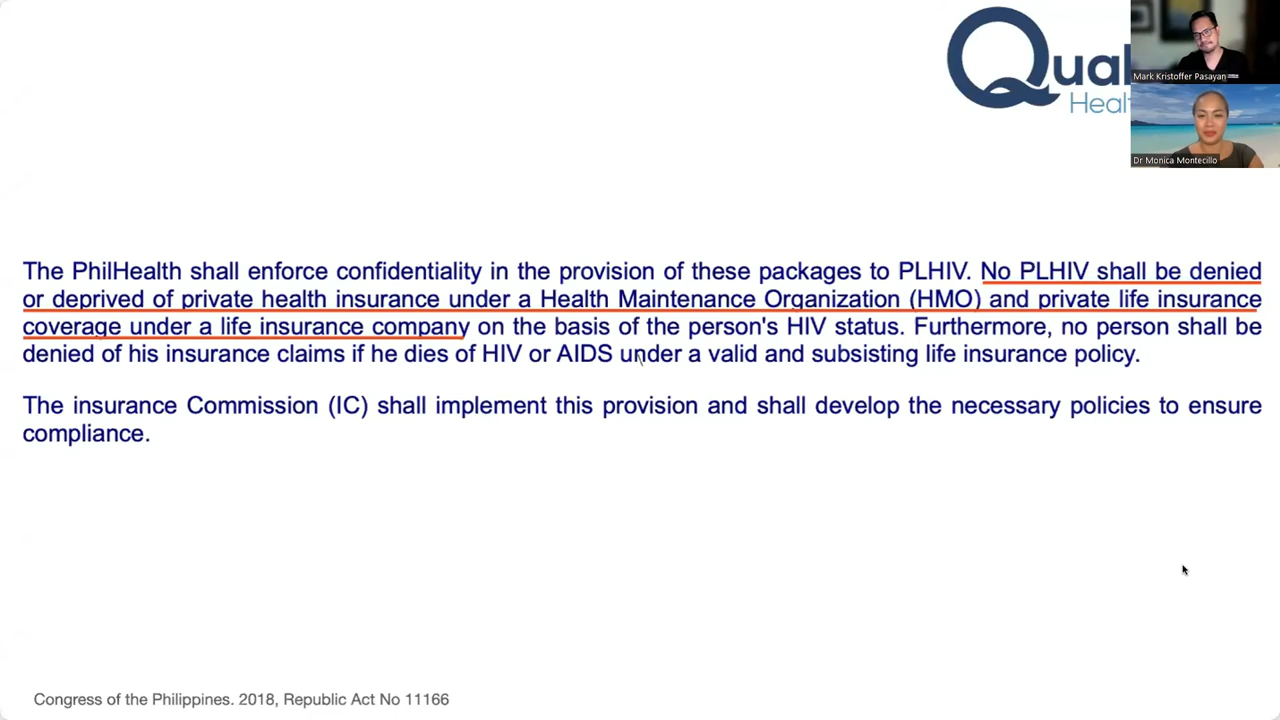 Qual
Healt
Mark Kristoffer Pasayan
Dr Monica Montecillo
The PhilHealth shall enforce confidentiality in the provision of these packages to PLHIV. No PLHIV shall be denied
or deprived of private health insurance under a Health Maintenance Organization (HMO) and private life insurance
coverage under a life insurance company on the basis of the person's HIV status. Furthermore, no person shall be
denied of his insurance claims if he dies of HIV or AIDS under a valid and subsisting life insurance policy.
The insurance Commission (IC) shall implement this provision and shall develop the necessary policies to ensure
compliance.
Congress of the Philippines. 2018, Republic Act No 11166